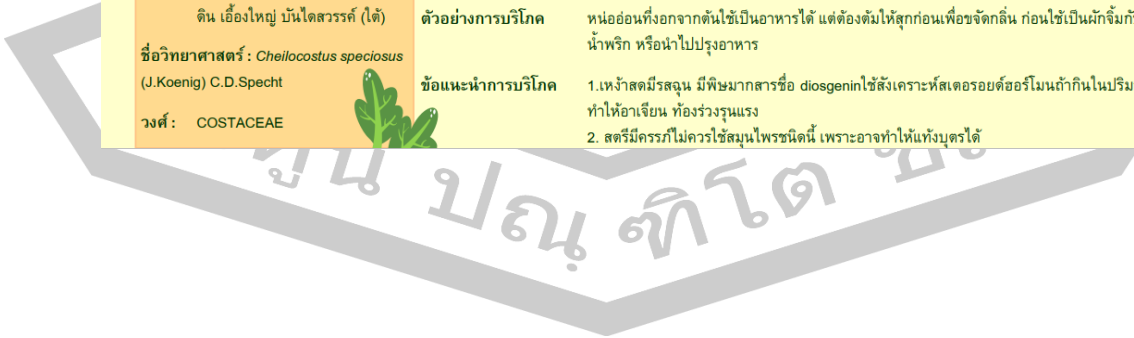 ดิน เอื้องใหญ่ บันไดสวรรค์ (ใต้)
ชื่อวิทยาศาสตร์ : Cheilocostus speciosus
(J.Koenig) C.D.Specht
วงศ์ : COSTACEAE
ตัวอย่างการบริโภค หน่ออ่อนที่งอกจากต้นใช้เป็นอาหารได้ แต่ต้องต้มให้สุกก่อนเพื่อขจัดกลิ่น ก่อนใช้เป็นผักจิ้มกับ
น้ำพริก หรือนำไปปรุงอาหาร
ข้อแนะนำการบริโภค 1.เหง้าสดมีรสฉุน มีพิษมากสารชื่อ diosgeninใช้สังเคราะห์สเตอรอยด์ฮอร์โมนถ้ากินในปริม
ทำให้อาเจียน ท้องร่วงรุนแรง
2. สตรีมีครรภ์ไม่ควรใช้สมุนไพรชนิดนี้ เพราะอาจทำให้แท้งบุตรได้
ปณฺฑิโต